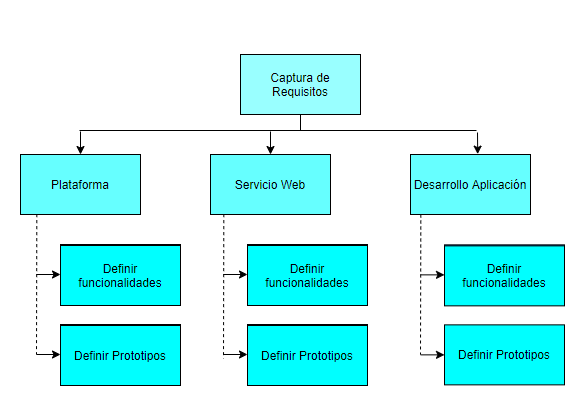 Captura de
Requisitos
Plataforma
Servicio Web
Desarrollo Aplicación
Definir
funcionalidades
Definir
funcionalidades
Definir
funcionalidades
Definir Prototipos
Definir Prototipos
Definir Prototipos